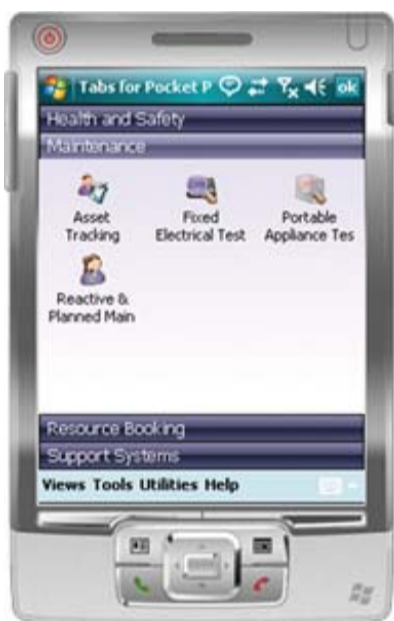 Tabs for Pocket P
ok
Health and Safety
Maintenance
Asset
Tracking
Fixed
Electrical Test
Portable
Appliance Tes
Reactive &
Planned Main
Resource Booking
Support Systems
Views Tools Utilities Help